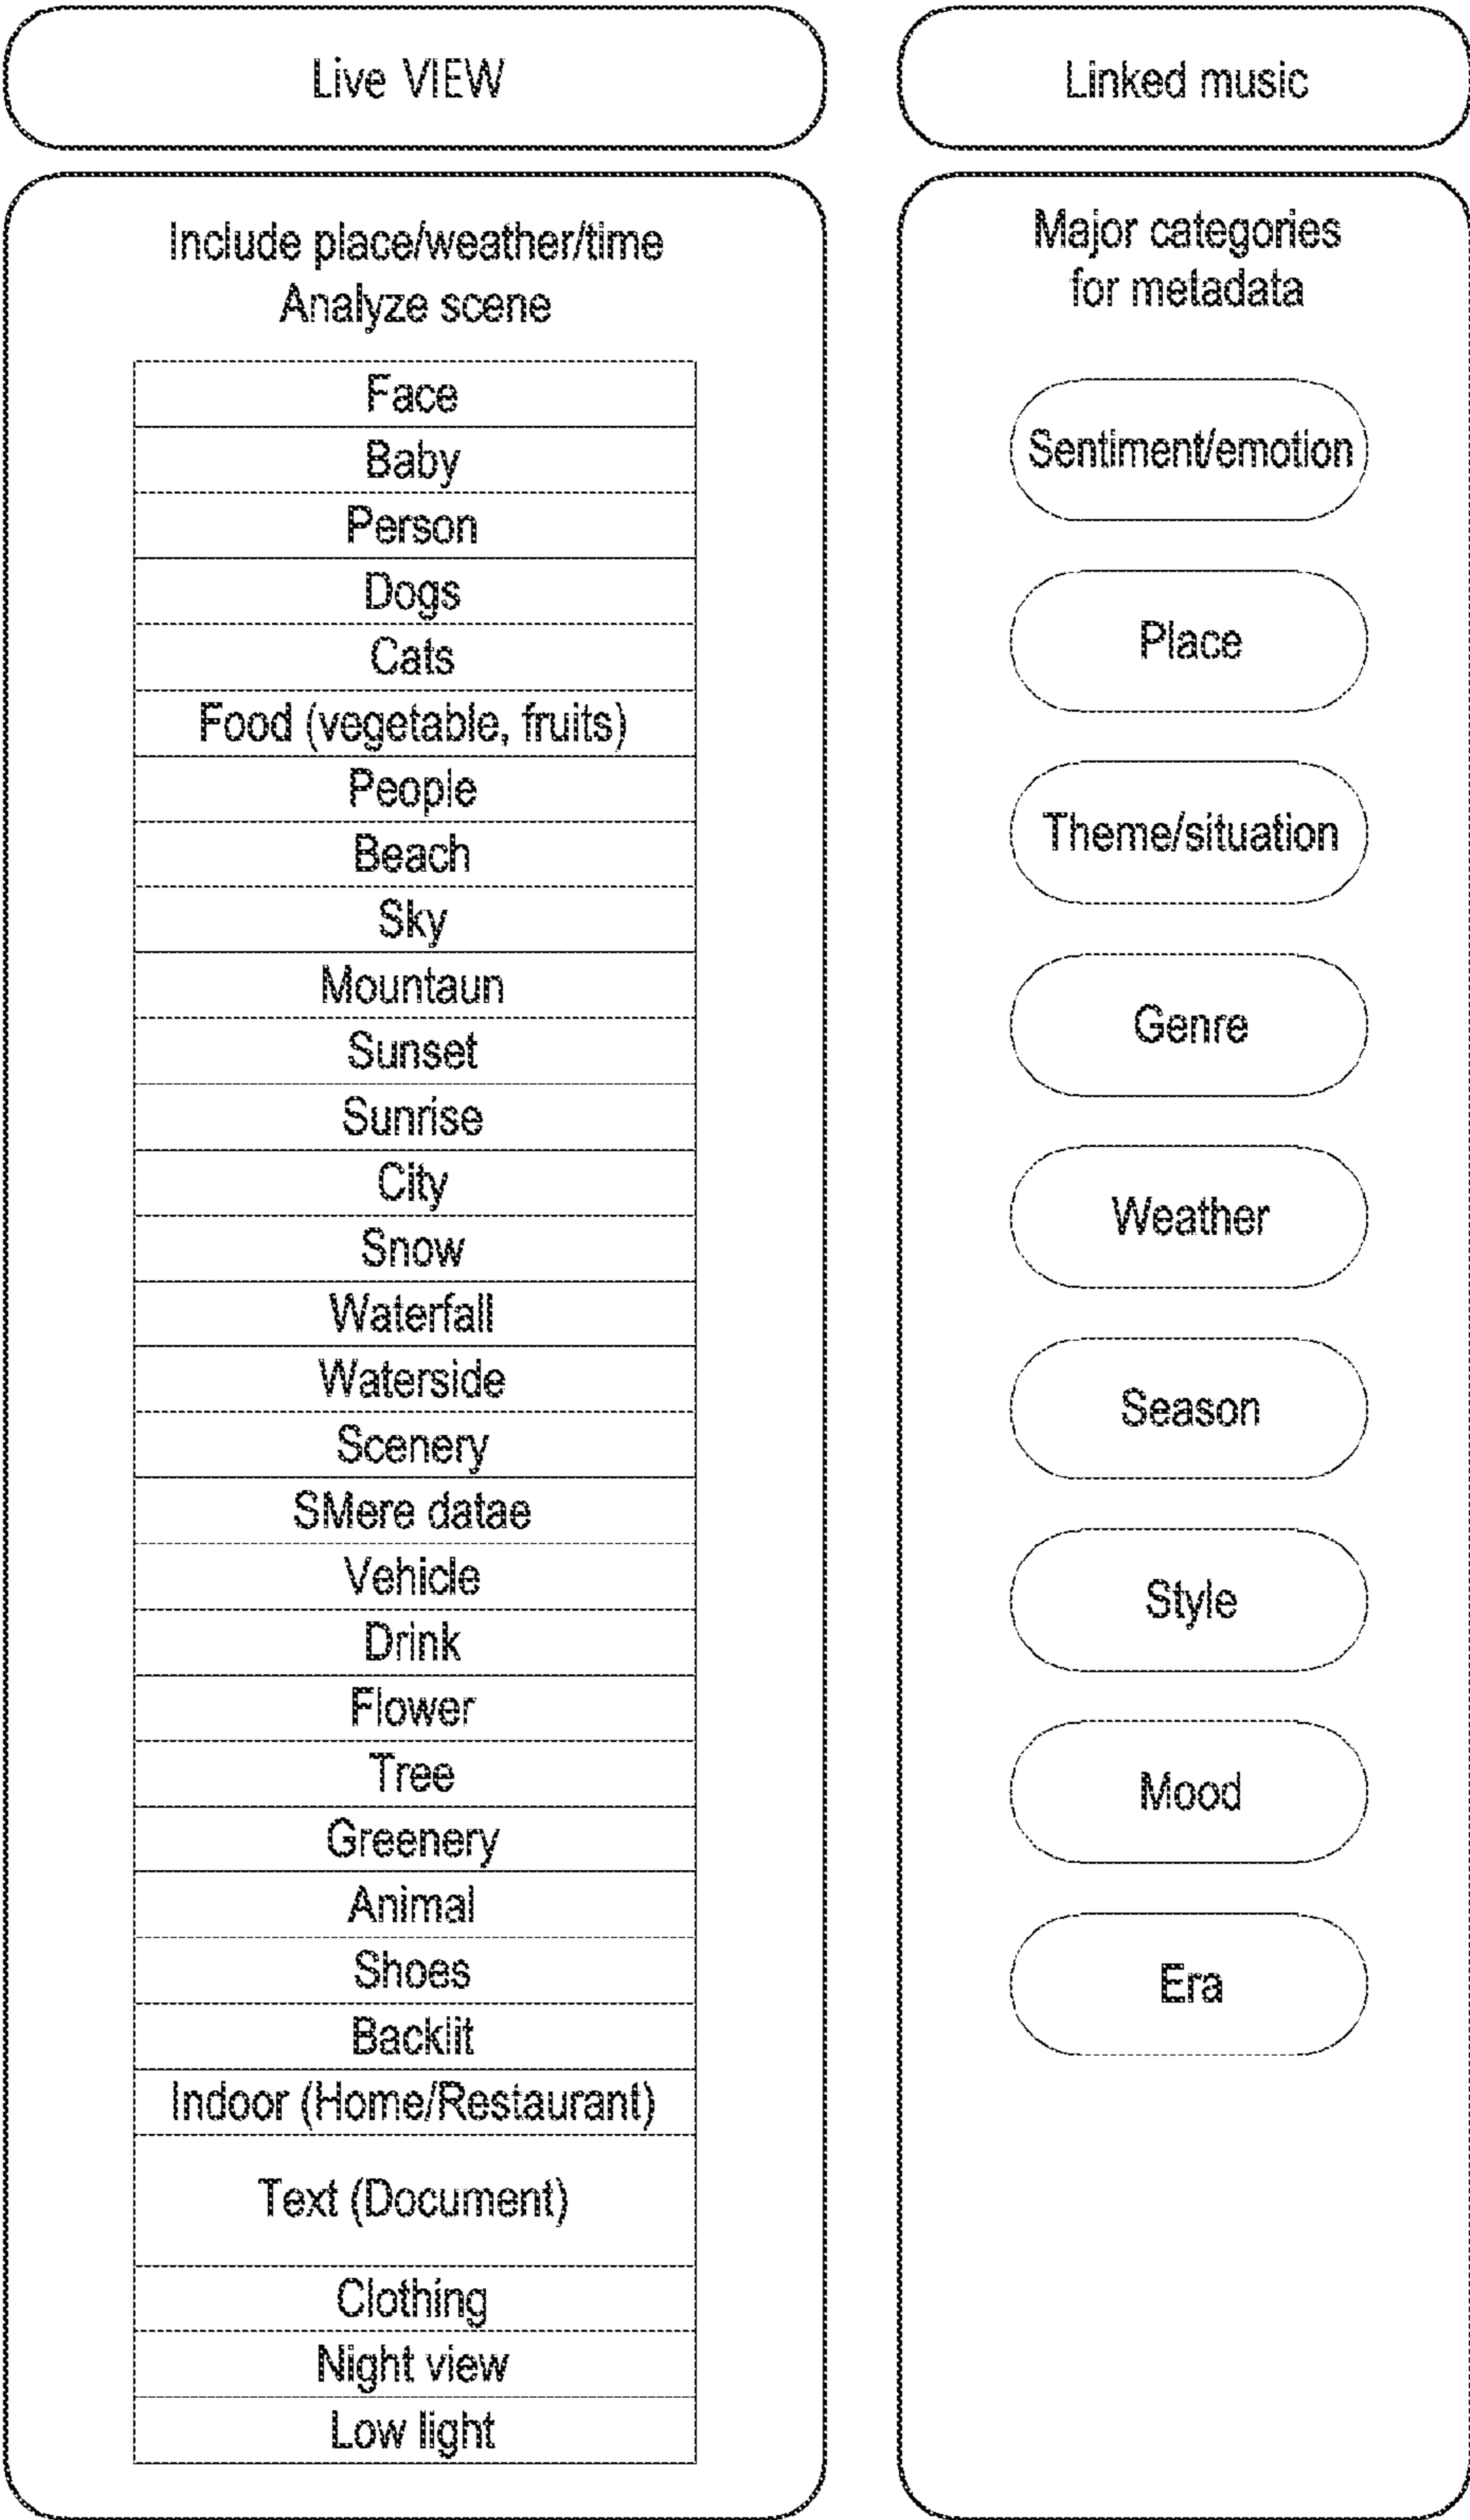 Live VIEW
Include place/weather/time
Analyze scene
Face
Baby
Person
Dogs
Cats
Food (vegetable, fruits)
People
Beach
Sky
Mountaun
Sunset
Sunrise
City
Snow
Waterfall
Waterside
Scenery
SMere datae
Vehicle
Drink
Flower
Tree
Greenery
Animal
Shoes
Backlit
Indoor (Home/Restaurant)
Text (Document)
Clothing
Night view
Low light
Linked music
Major categories
for metadata
Sentiment/emotion
Place
Theme/situation
Genre
Weather
Season
Style
Mood
Era